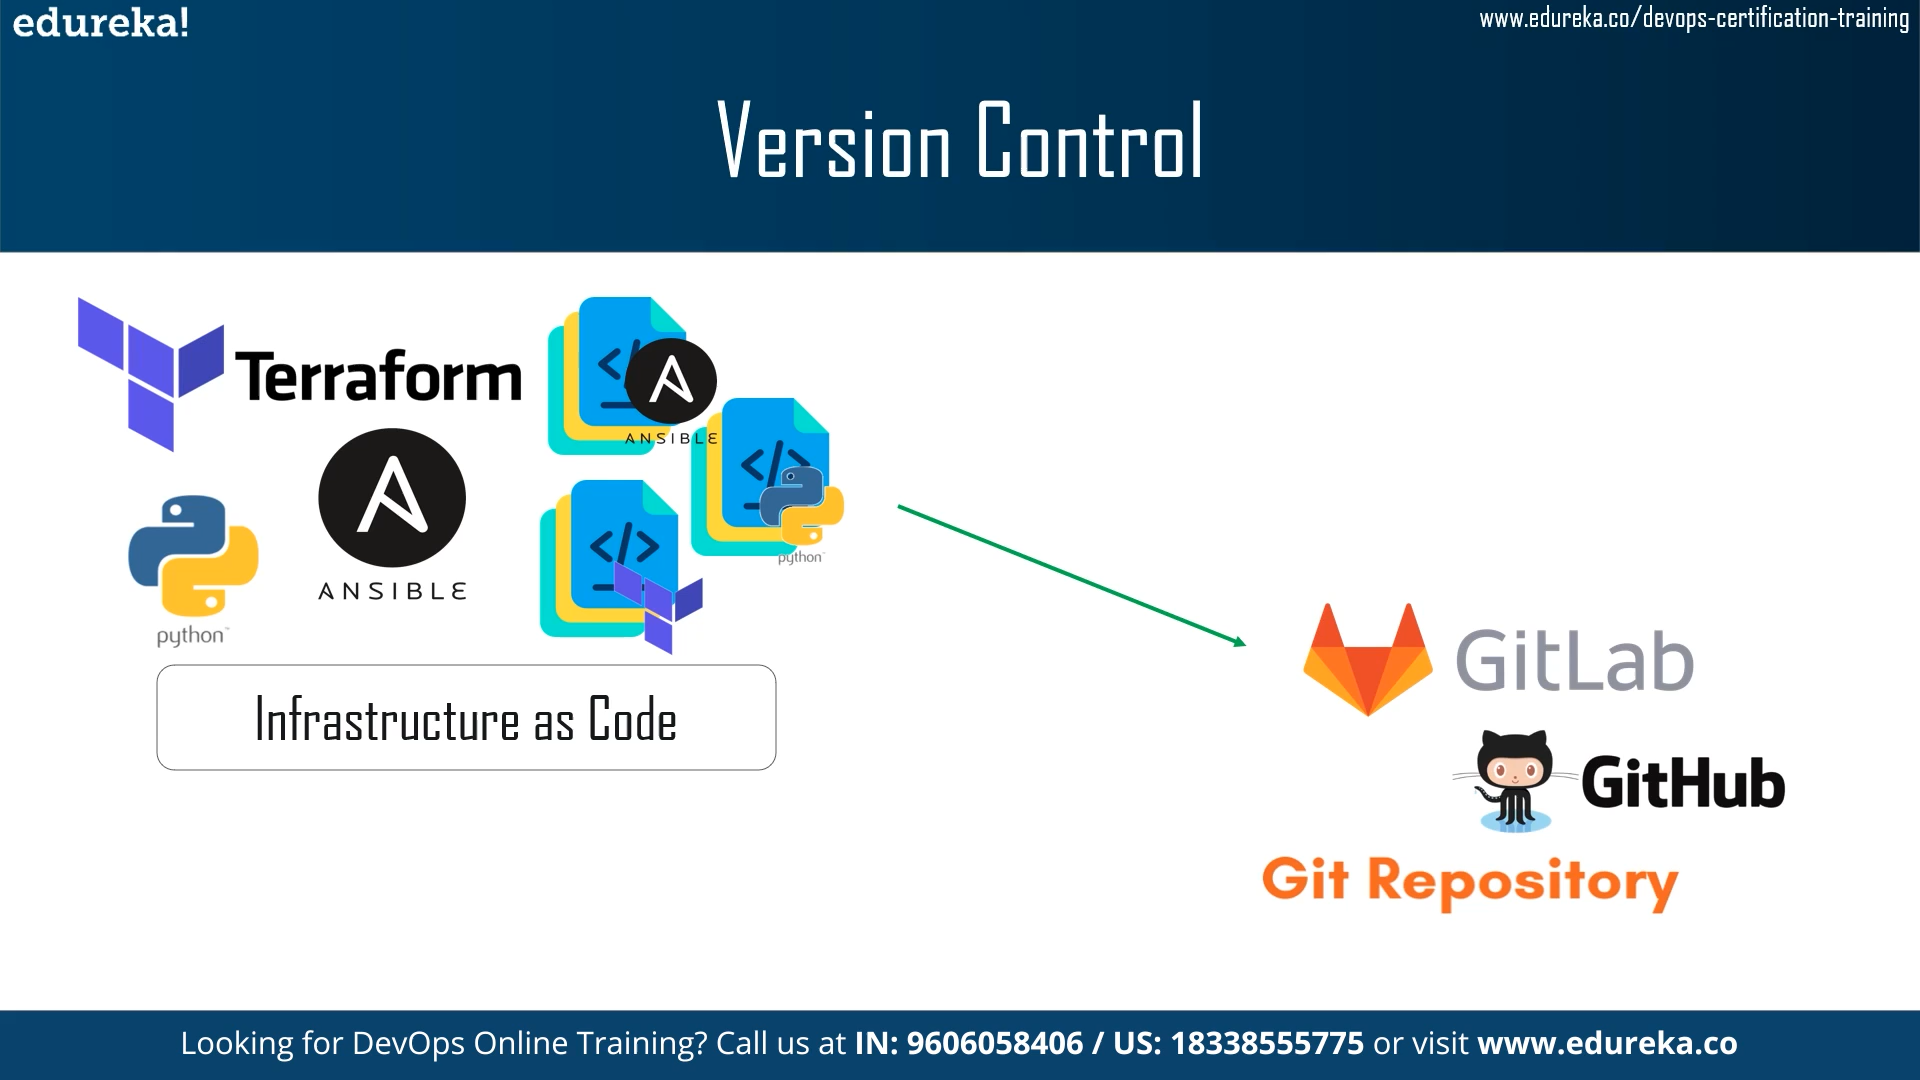 edureka!
www.edureka.co/devops-certification-training
Version Control
Terraform
ANSIBLE
python
ANSIBLE
python
Infrastructure as Code
GitLab
GitHub
Git Repository
Looking for DevOps Online Training? Call us at IN: 9606058406 / US: 18338555775 or visit www.edureka.co